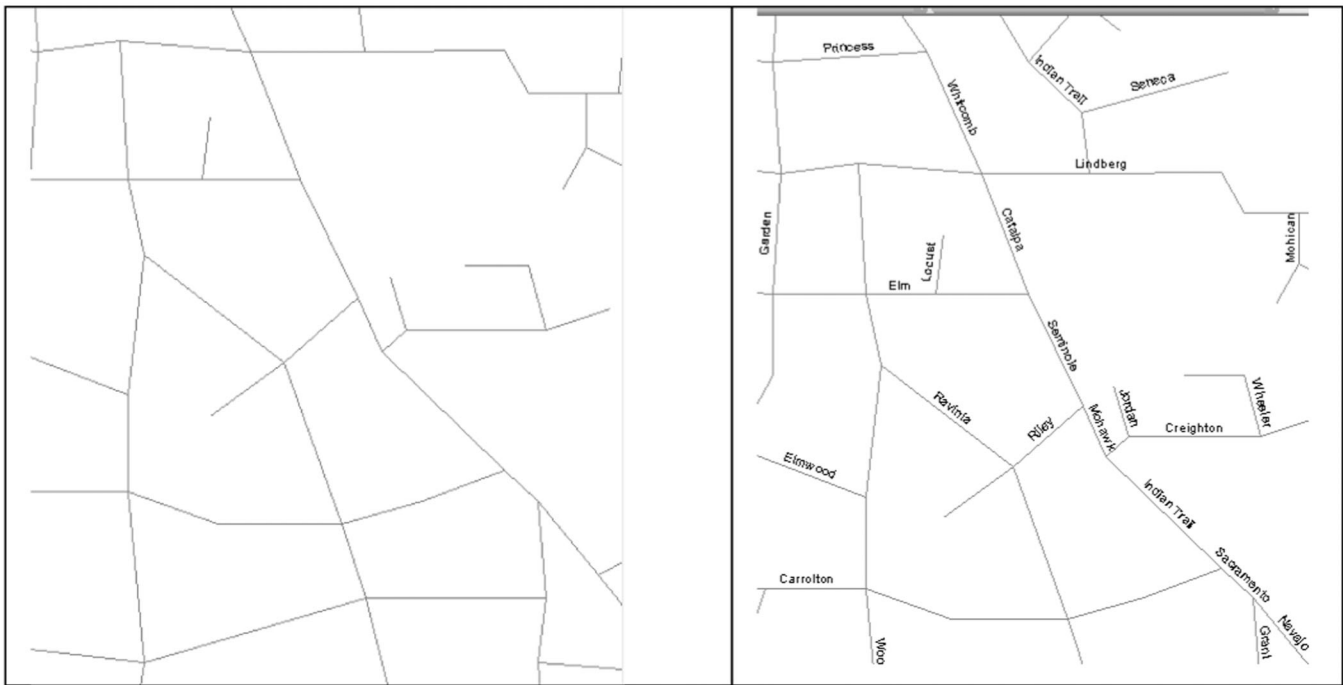 Princess
Indian Trail
Seneca
Whitcomb
Lindberg
Garden
Catalpa
Mohican
Locust
Elm
Seminole
Ravinia
Riley
Mohawk
Jordan
Wheeler
Creighton
Elmwood
Indian Trail
Sacramento
Carrolton
Woo
Grant
Navajo